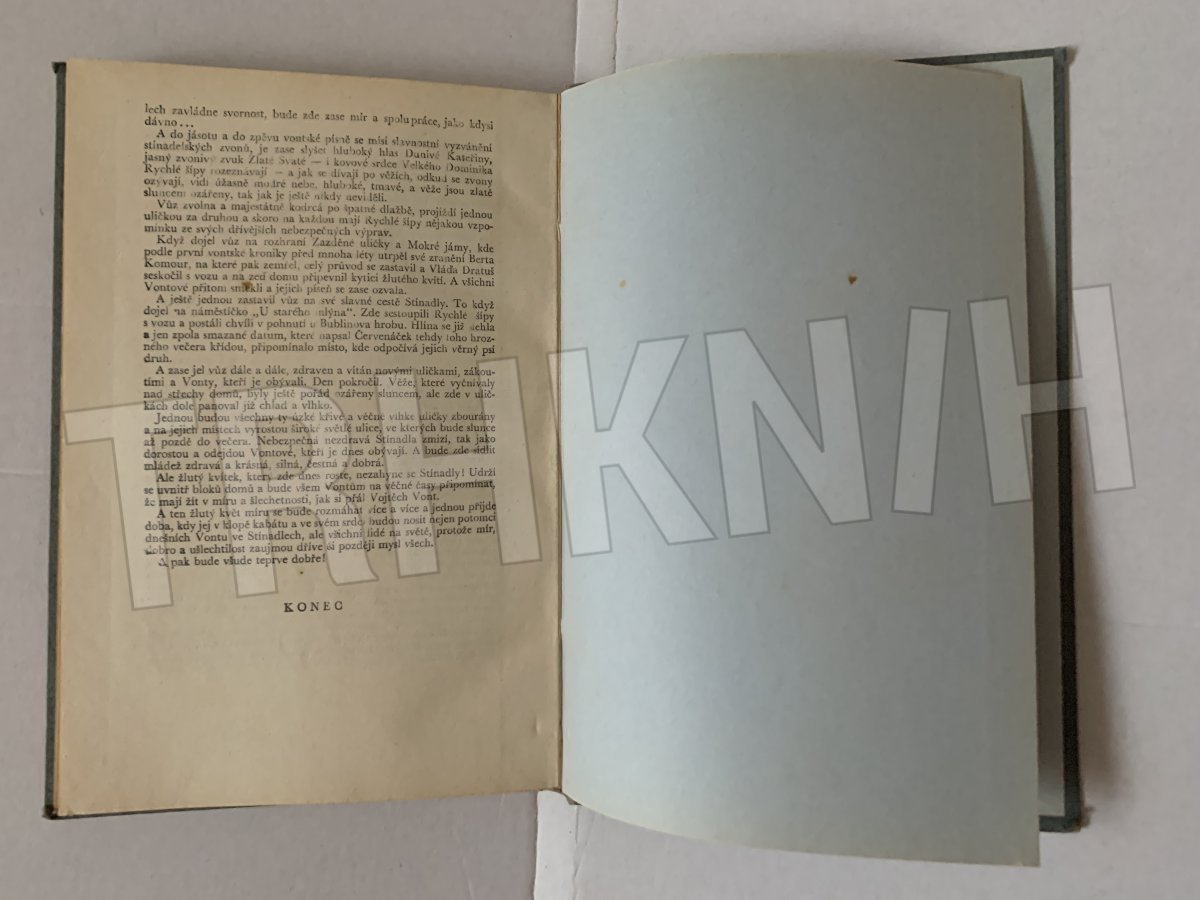 lech zavládne svornost, bude zde zase mír a spolupráce, jako kdysi
dávno...
A do jásotu a do zpěvu vontské písně se mísí slavnostní vyzvánění
stínadelských zvonů, je zase slyšet hluboký hlas Dunivé Kateřiny,
jasný zvonivý zvuk Zlaté Svaté — i kovové srdce Velkého Dominika
Rychlé šípy rozeznávají — a jak se dívají po věžích, odkud se zvony
ozývají, vidí úžasně modré nebe, hluboké, tmavé, a věže jsou zlatě
sluncem ozářeny, tak jak je ještě nikdy neviděli.
Vůz zvolna a majestátně kodrcá po špatné dlažbě, projíždí jednou
uličkou za druhou a skoro na každou mají Rychlé šípy nějakou vzpo-
mínku ze svých dřívějších nebezpečných výprav.
Když dojel vůz na rozhraní Zazděné uličky a Mokré jámy, kde
podle první vontské kroniky před mnoha léty utrpěl své zranění Berta
Komour, na které pak zemřel, celý průvod se zastavil a Vláďa Dratuš
seskočil s vozu a na zeď domu připevnil kytici žlutého kvítí. A všichni
Vontové přitom smekli a jejich píseň se zase ozvala.
A ještě jednou zastavil vůz na své slavné cestě Stínadly. To když
dojel na náměstíčko „U starého mlýna“. Zde sestoupili Rychlé šípy
s vozu a postáli chvíli v pohnutí u Bublinova hrobu. Hlína se již slehla
a jen zpola smazané datum, které napsal Červenáček tehdy toho hroz-
ného večera křídou, připomínalo místo, kde odpočívá jejich věrný psí
druh.
A zase jel vůz dále a dále, zdraven a vítán novými uličkami, zákou-
tími a Vonty, kteří je obývali. Den pokročil. Věže, které vyčnívaly
nad střechy domů, byly ještě pořád ozářeny sluncem, ale zde v ulič-
kách dole panoval již chlad a vlhko.
Jednou budou všechny ty úzké křivé a věčně vlhké uličky zbourány
a na jejich místech vyrostou široké světlé ulice, ve kterých bude slunce
až pozdě do večera. Nebezpečná nezdravá Stínadla zmizí, tak jako
dorostou a odejdou Vontové, kteří je dnes obývají. A bude zde sídlit
mládež zdravá a krásná, silná, čestná a dobrá.
Ale žlutý kvítek, který zde dnes roste, nezahyne se Stínadly! Udrží
se uvnitř bloků domů a bude všem Vontům na věčné časy připomínat,
že mají žít v míru a šlechetnosti, jak si přál Vojtěch Vont.
A ten žlutý květ míru se bude rozmáhat více a více a jednou přijde
doba, kdy jej v klopě kabátu a ve svém srdci budou nosit nejen potomci
dnešních Vontů ve Stínadlech, ale všichni lidé na světě, protože mír,
dobro a ušlechtilost zaujmou dříve či později mysl všech.
A pak bude všude teprve dobře!
KONEC
TRHKNIH